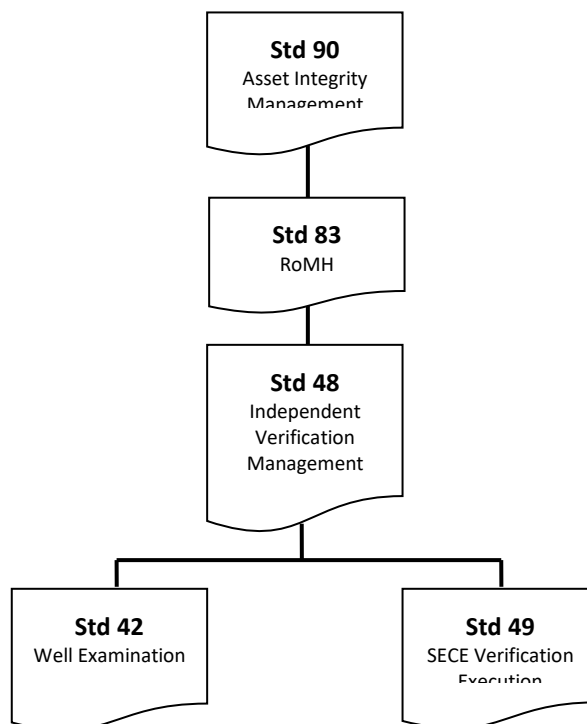 Std 90
Asset Integrity
Management
Std 83
RoMH
Std 48
Independent
Verification
Management
Std 42
Well Examination
Std 49
SECE Verification
Execution